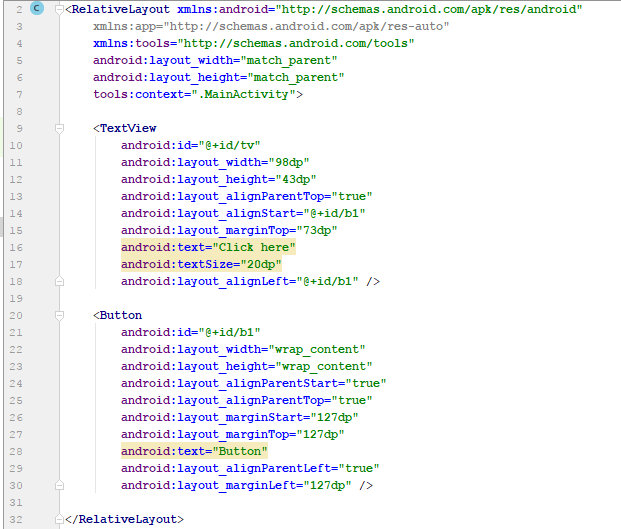 2 C <RelativeLayout xmlns:android="http://schemas.android.com/apk/res/android"
3 xmlns:app="http://schemas.android.com/apk/res-auto"
4 xmlns:tools="http://schemas.android.com/tools"
5 android:layout_width="match_parent"
6 android:layout_height="match_parent"
7 tools:context=".MainActivity">
8
9 <TextView
10 android:id="@+id/tv"
11 android:layout_width="98dp"
12 android:layout_height="43dp"
13 android:layout_alignParentTop="true"
14 android:layout_alignStart="@+id/b1"
15 android:layout_marginTop="73dp"
16 android:text="Click here"
17 android:textSize="20dp"
18 android:layout_alignLeft="@+id/b1" />
19
20 <Button
21 android:id="@+id/b1"
22 android:layout_width="wrap_content"
23 android:layout_height="wrap_content"
24 android:layout_alignParentStart="true"
25 android:layout_alignParentTop="true"
26 android:layout_marginStart="127dp"
27 android:layout_marginTop="127dp"
28 android:text="Button"
29 android:layout_alignParentLeft="true"
30 android:layout_marginLeft="127dp" />
31
32 </RelativeLayout>